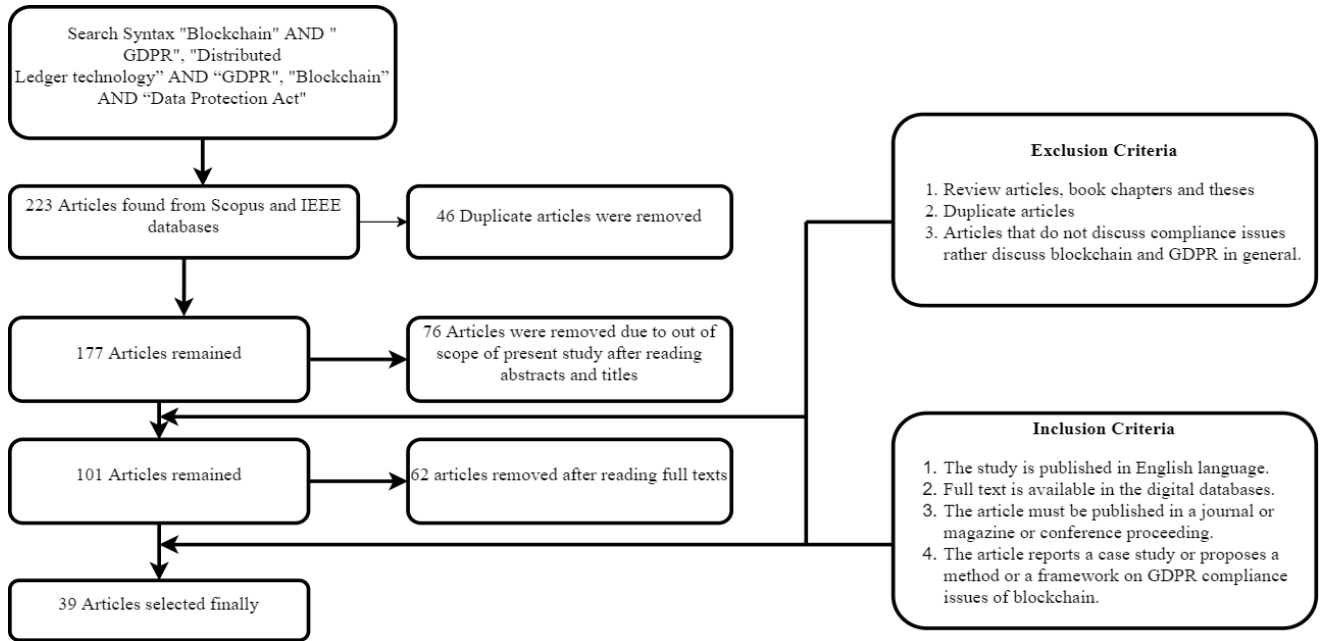 Search Syntax "Blockchain" AND "
GDPR", "Distributed
Ledger technology” AND “GDPR", "Blockchain”
AND “Data Protection Act"
223 Articles found from Scopus and IEEE
databases
46 Duplicate articles were removed
177 Articles remained
76 Articles were removed due to out of
scope of present study after reading
abstracts and titles
101 Articles remained
62 articles removed after reading full texts
39 Articles selected finally
Exclusion Criteria
1. Review articles, book chapters and theses
2. Duplicate articles
3. Articles that do not discuss compliance issues
rather discuss blockchain and GDPR in general.
Inclusion Criteria
1. The study is published in English language.
2. Full text is available in the digital databases.
3. The article must be published in a journal or
magazine or conference proceeding.
4. The article reports a case study or proposes a
method or a framework on GDPR compliance
issues of blockchain.